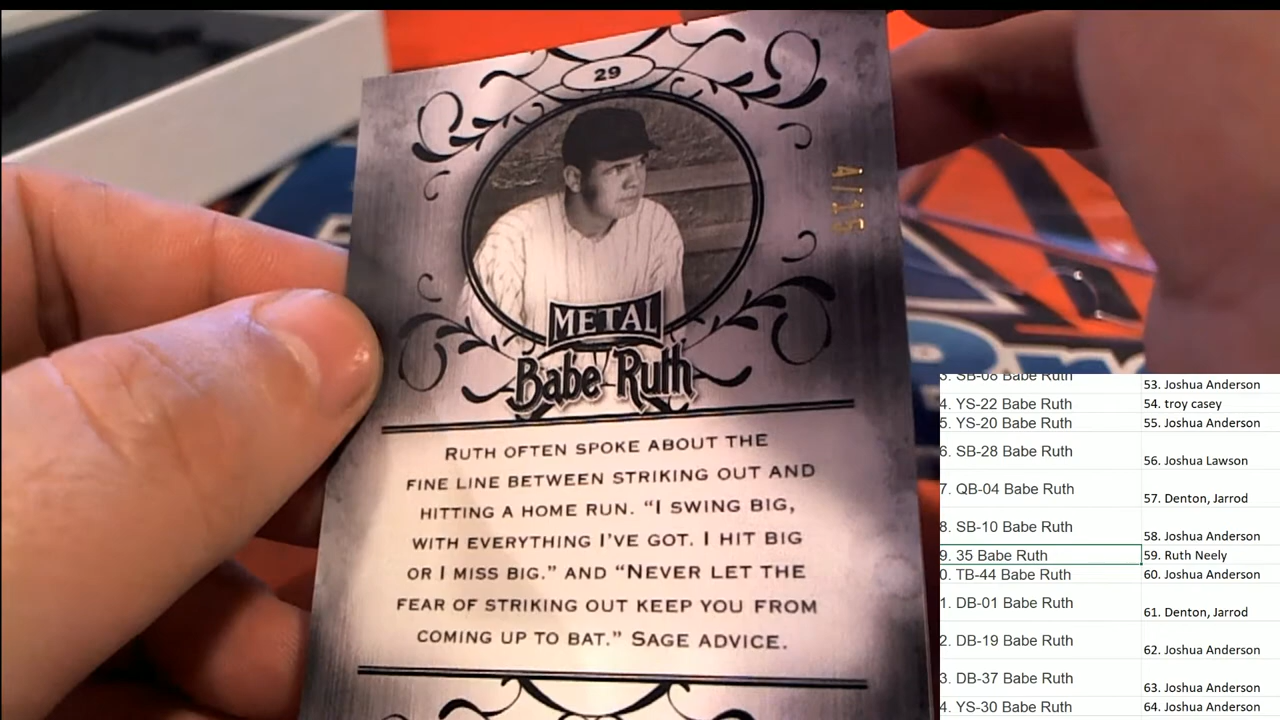 29
4/15
METAL
Babe Ruth
RUTH OFTEN SPOKE ABOUT THE
FINE LINE BETWEEN STRIKING OUT AND
HITTING A HOME RUN. "I SWING BIG,
WITH EVERYTHING I'VE GOT. I HIT BIG
OR I MISS BIG." AND "NEVER LET THE
FEAR OF STRIKING OUT KEEP YOU FROM
COMING UP TO BAT." SAGE ADVICE.
3. SB-08 Babe Ruth 53. Joshua Anderson
4. YS-22 Babe Ruth 54. troy casey
5. YS-20 Babe Ruth 55. Joshua Anderson
6. SB-28 Babe Ruth 56. Joshua Lawson
7. QB-04 Babe Ruth 57. Denton, Jarrod
8. SB-10 Babe Ruth 58. Joshua Anderson
9. 35 Babe Ruth 59. Ruth Neely
0. TB-44 Babe Ruth 60. Joshua Anderson
1. DB-01 Babe Ruth 61. Denton, Jarrod
2. DB-19 Babe Ruth 62. Joshua Anderson
3. DB-37 Babe Ruth 63. Joshua Anderson
4. YS-30 Babe Ruth 64. Joshua Anderson